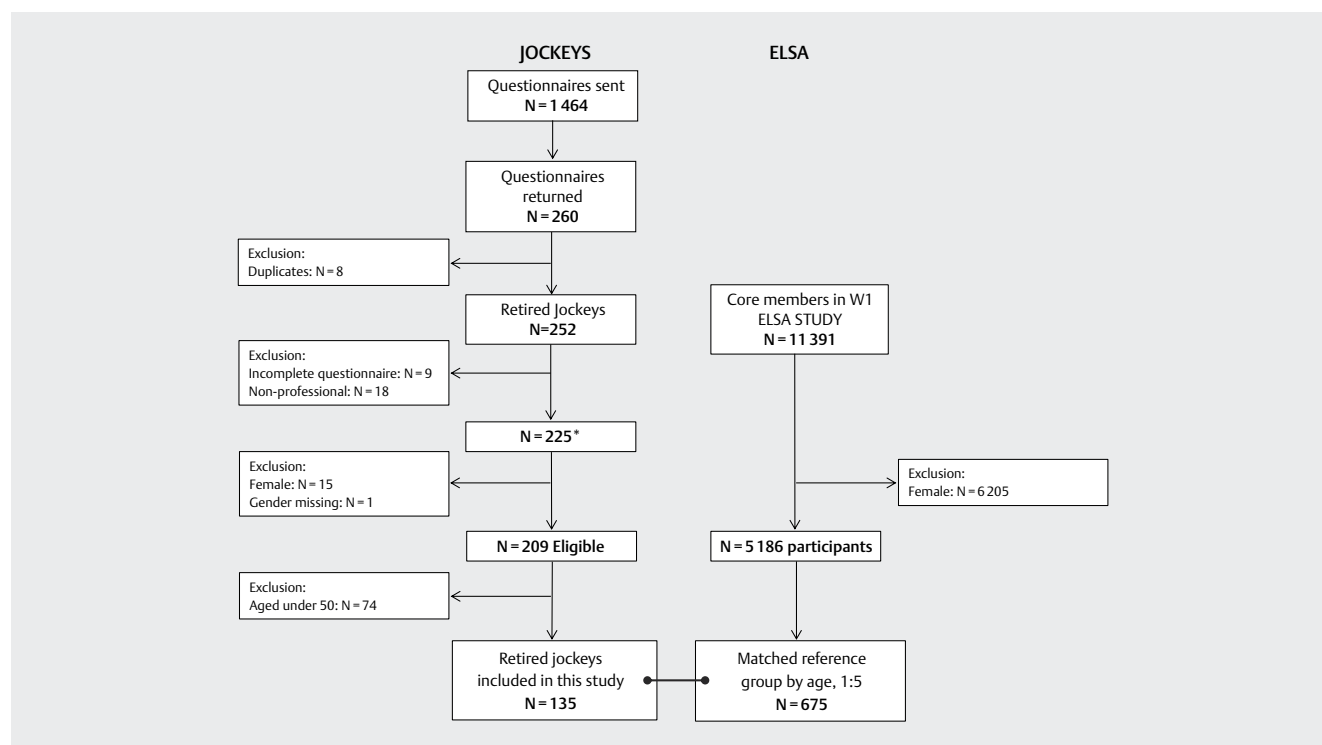 JOCKEYS
Questionnaires sent
N = 1 464
Questionnaires
returned
N = 260
Exclusion:
Duplicates: N = 8
Retired Jockeys
N=252
Exclusion:
Incomplete questionnaire: N = 9
Non-professional: N = 18
N = 225*
Exclusion:
Female: N = 15
Gender missing: N = 1
N = 209 Eligible
Exclusion:
Aged under 50: N = 74
Retired jockeys
included in this study
N = 135
ELSA
Core members in W1
ELSA STUDY
N = 11 391
Exclusion:
Female: N = 6 205
N = 5 186 participants
Matched reference
group by age, 1:5
N = 675